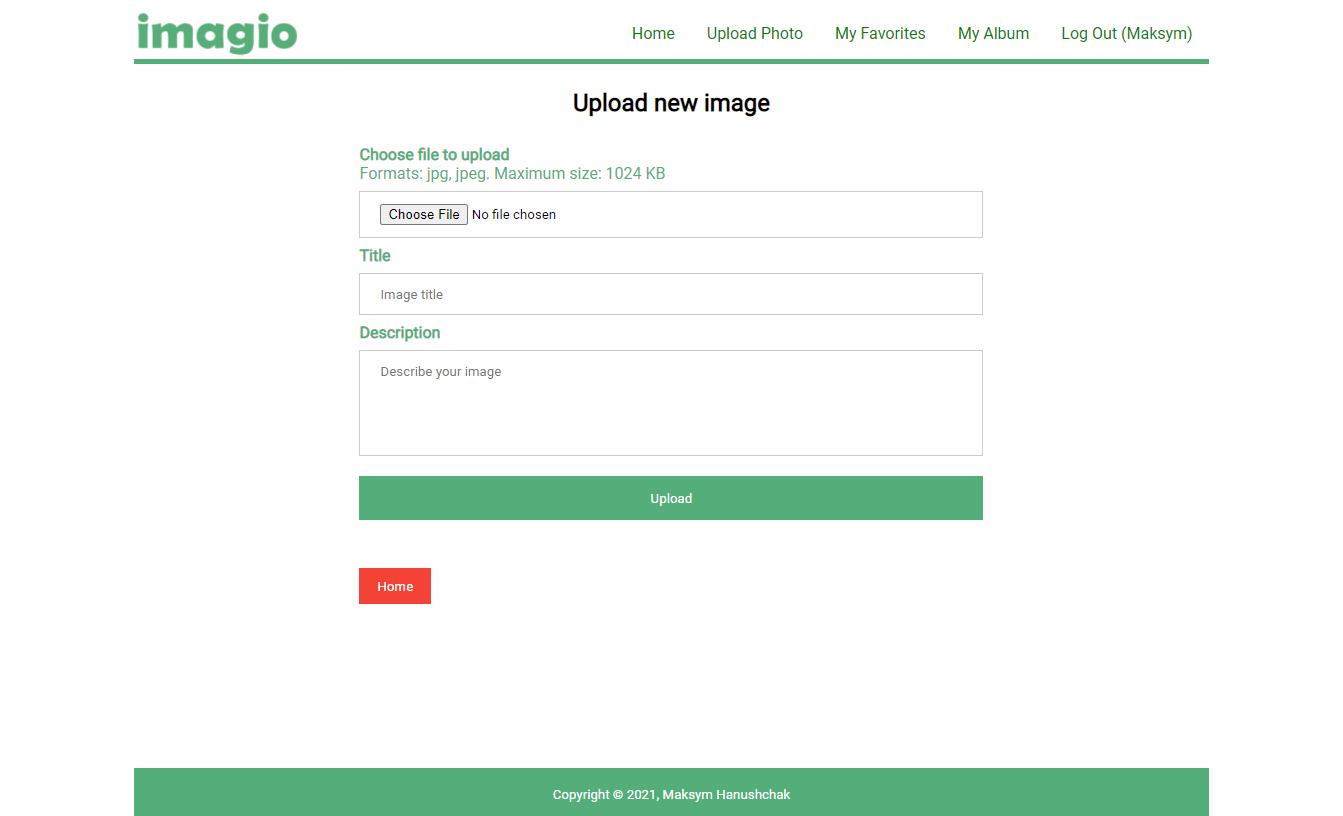 imagio
Home Upload Photo My Favorites My Album Log Out (Maksym)
Upload new image
Choose file to upload
Formats: jpg, jpeg. Maximum size: 1024 KB
Choose File No file chosen
Title
Image title
Description
Describe your image
Upload
Home
Copyright © 2021, Maksym Hanushchak